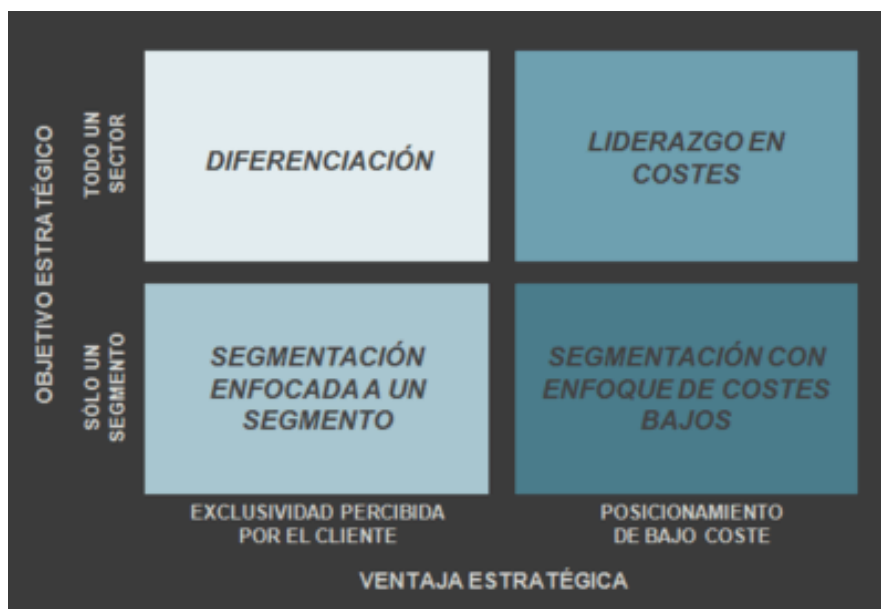 OBJETIVO ESTRATÉGICO
TODO UN
SECTOR
DIFERENCIACIÓN
LIDERAZGO EN
COSTES
SÓLO UN
SEGMENTO
SEGMENTACIÓN
ENFOCADA A UN
SEGMENTO
SEGMENTACIÓN CON
ENFOQUE DE COSTES
BAJOS
EXCLUSIVIDAD PERCIBIDA
POR EL CLIENTE
POSICIONAMIENTO
DE BAJO COSTE
VENTAJA ESTRATÉGICA